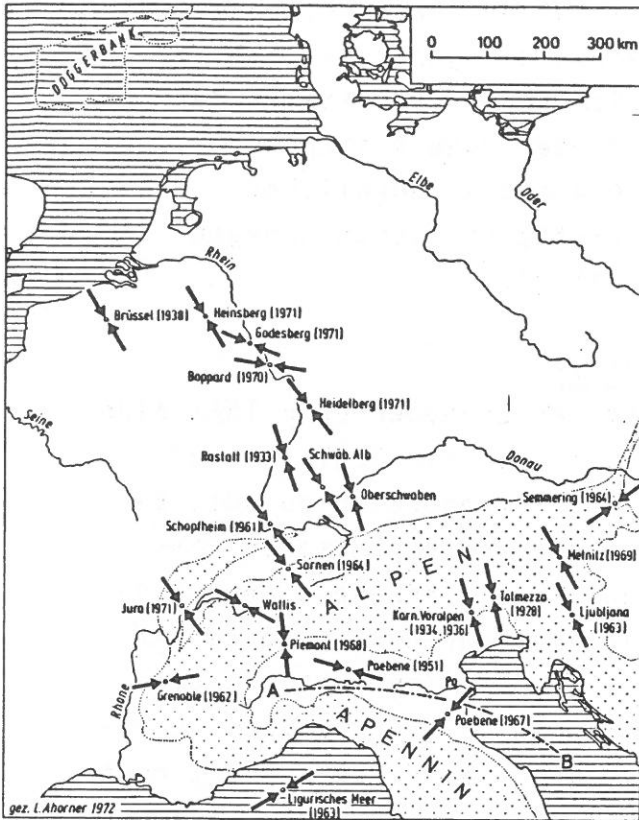 0 100 200 300 km
DOGGERBANK
Elbe
Oder
Rhein
Brüssel (1938)
Heinsberg (1971)
Godesberg (1971)
Boppard (1970)
Heidelberg (1971)
Seine
Rastatt (1933)
Schwäb. Alb
Donau
Oberschwaben
Semmering (1964)
Schopfheim (1961)
Sarnen (1964)
Metnitz (1969)
ALPEN
Jura (1971)
Wallis
Karn. Voralpen
(1934, 1936)
Tolmezzo
(1928)
Ljubljana
(1963)
Piemont (1968)
Poebene (1951)
Rhône
Grenoble (1962)
A
Po
Poebene (1967)
B
APENNIN
Ligurisches Meer
(1963)
gez. L. Ahorner 1972